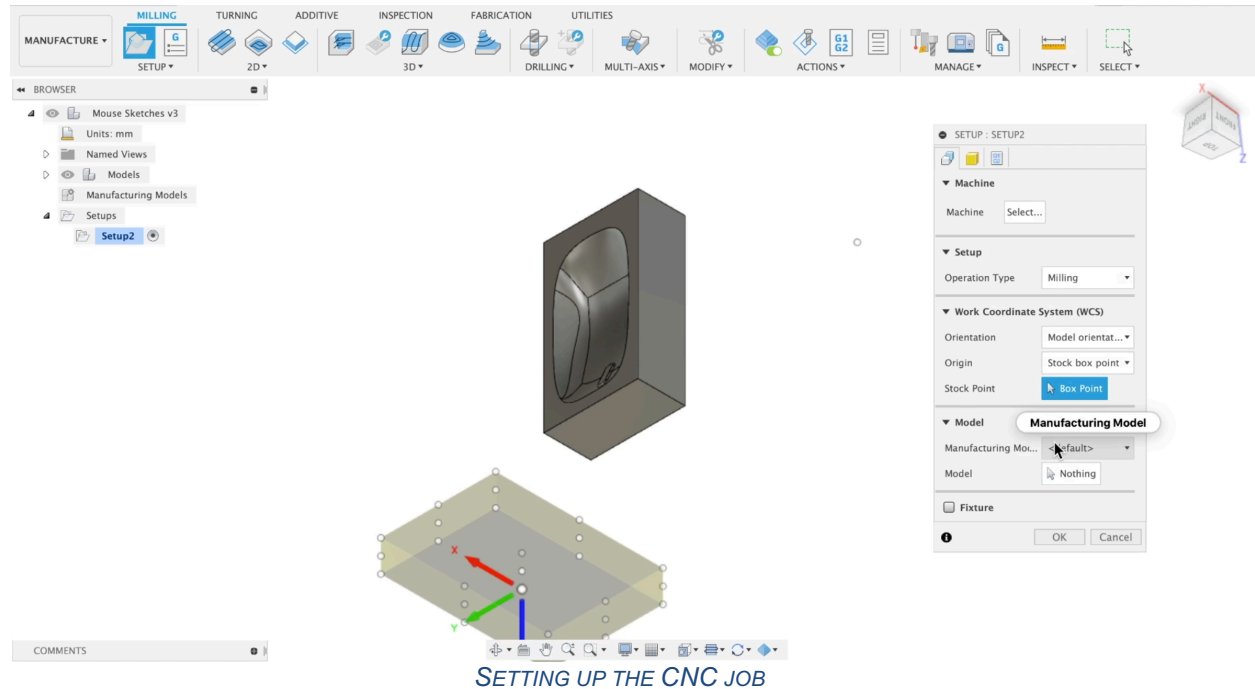 MILLING TURNING ADDITIVE INSPECTION FABRICATION UTILITIES
MANUFACTURE
G
G1
G2
G
SETUP 2D 3D DRILLING MULTI-AXIS MODIFY ACTIONS MANAGE INSPECT SELECT
BROWSER
Mouse Sketches v3
Units: mm
Named Views
Models
Manufacturing Models
Setups
Setup2
X
RIGHT FRONT
TOP
Z
SETUP : SETUP2
Machine
Machine Select...
Setup
Operation Type Milling
Work Coordinate System (WCS)
Orientation Model orientat...
Origin Stock box point
Stock Point Box Point
Model Manufacturing Model
Manufacturing Mo...
Model Nothing
Fixture
OK Cancel
X
Y
COMMENTS
SETTING UP THE CNC JOB